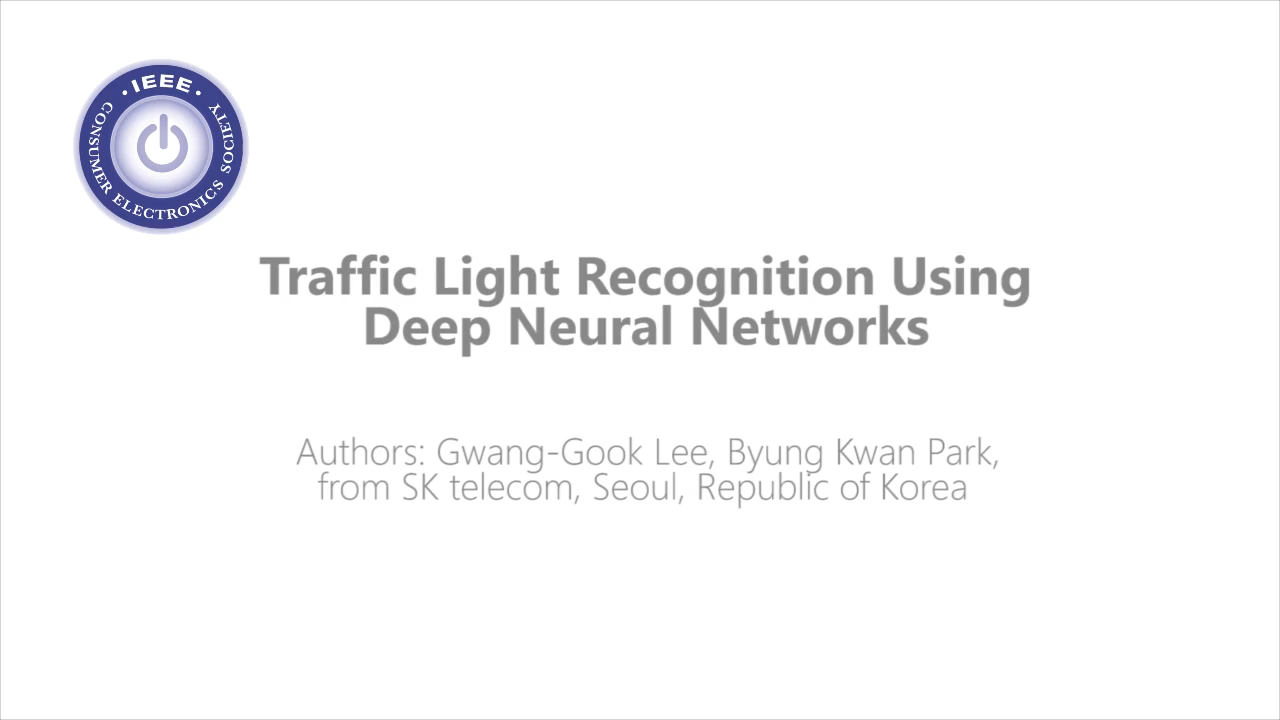 • IEEE •
CONSUMER ELECTRONICS SOCIETY
Traffic Light Recognition Using
Deep Neural Networks
Authors: Gwang-Gook Lee, Byung Kwan Park,
from SK telecom, Seoul, Republic of Korea